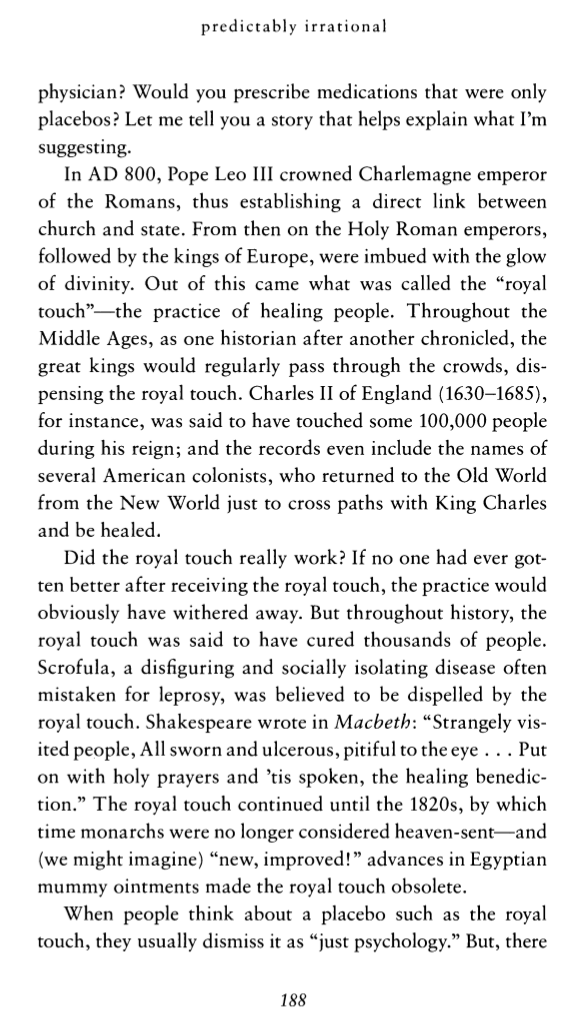 predictably irrational
physician? Would you prescribe medications that were only
placebos? Let me tell you a story that helps explain what I'm
suggesting.
In AD 800, Pope Leo III crowned Charlemagne emperor
of the Romans, thus establishing a direct link between
church and state. From then on the Holy Roman emperors,
followed by the kings of Europe, were imbued with the glow
of divinity. Out of this came what was called the “royal
touch”—the practice of healing people. Throughout the
Middle Ages, as one historian after another chronicled, the
great kings would regularly pass through the crowds, dis-
pensing the royal touch. Charles II of England (1630–1685),
for instance, was said to have touched some 100,000 people
during his reign; and the records even include the names of
several American colonists, who returned to the Old World
from the New World just to cross paths with King Charles
and be healed.
Did the royal touch really work? If no one had ever got-
ten better after receiving the royal touch, the practice would
obviously have withered away. But throughout history, the
royal touch was said to have cured thousands of people.
Scrofula, a disfiguring and socially isolating disease often
mistaken for leprosy, was believed to be dispelled by the
royal touch. Shakespeare wrote in Macbeth: “Strangely vis-
ited people, All sworn and ulcerous, pitiful to the eye . . . Put
on with holy prayers and ’tis spoken, the healing benedic-
tion.” The royal touch continued until the 1820s, by which
time monarchs were no longer considered heaven-sent—and
(we might imagine) “new, improved!” advances in Egyptian
mummy ointments made the royal touch obsolete.
When people think about a placebo such as the royal
touch, they usually dismiss it as “just psychology.” But, there
188